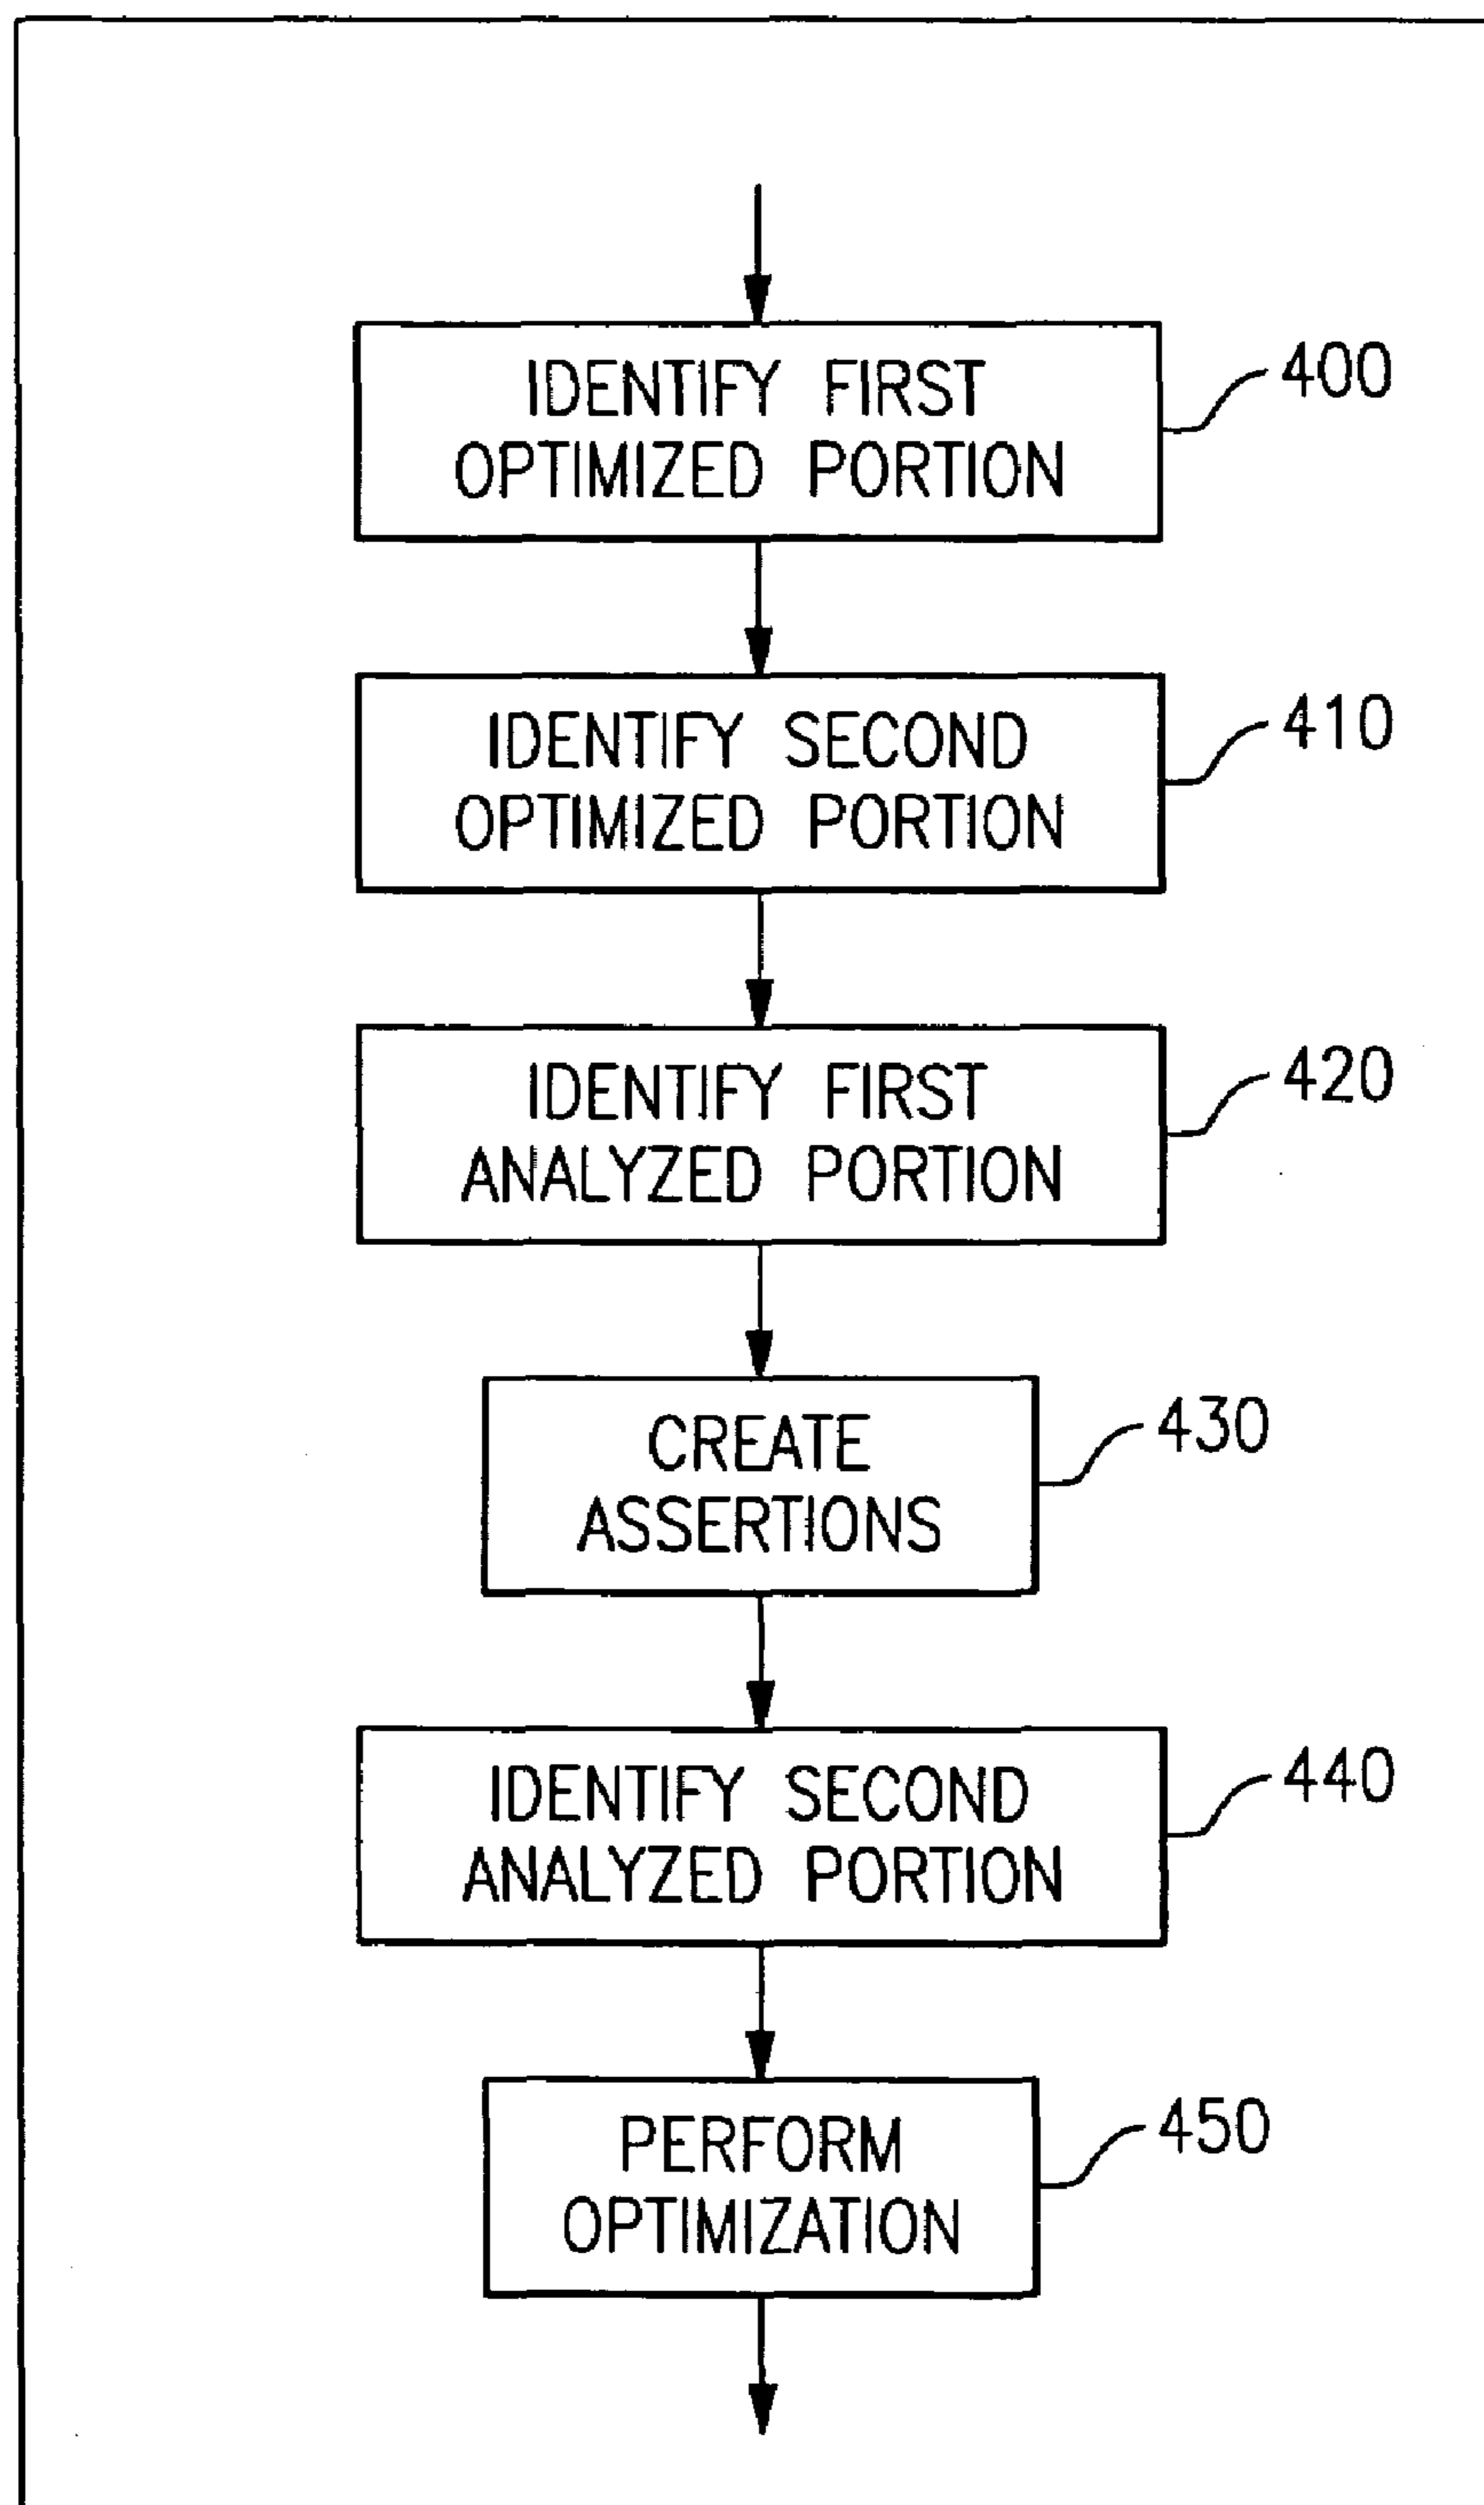 IDENTIFY FIRST
OPTIMIZED PORTION
400
IDENTIFY SECOND
OPTIMIZED PORTION
410
IDENTIFY FIRST
ANALYZED PORTION
420
CREATE
ASSERTIONS
430
IDENTIFY SECOND
ANALYZED PORTION
440
PERFORM
OPTIMIZATION
450